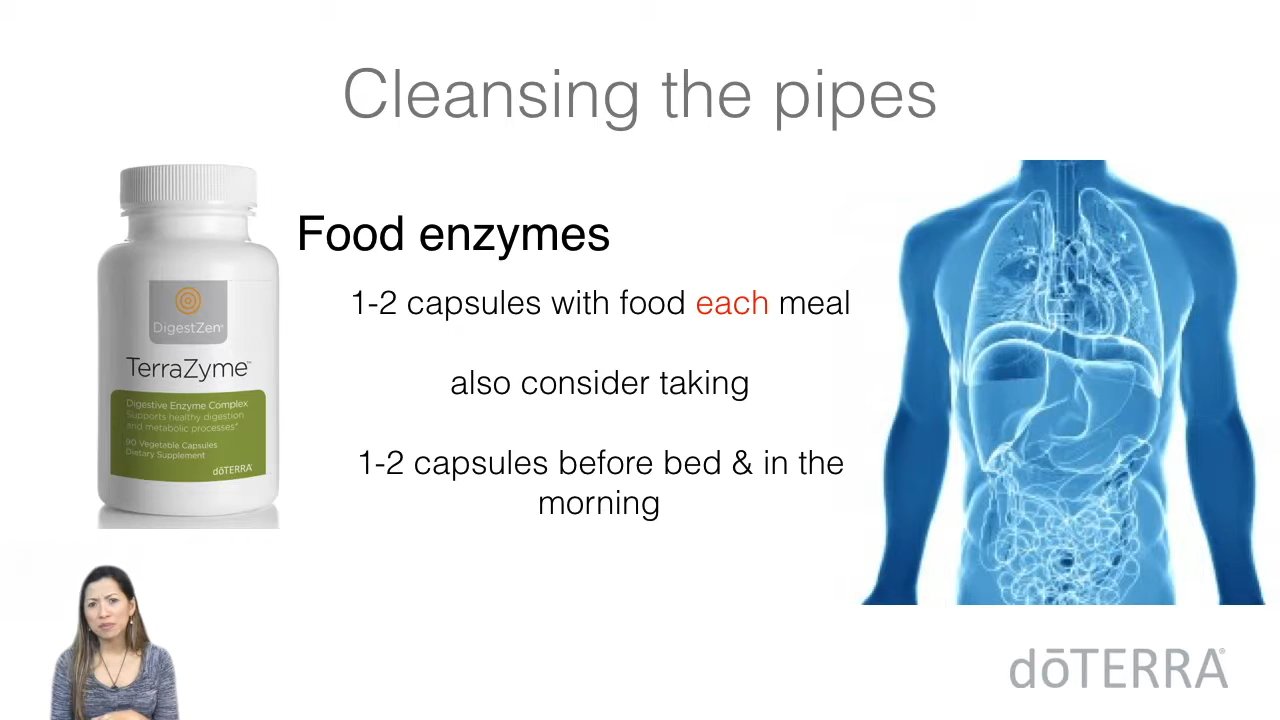 Cleansing the pipes
Food enzymes
1-2 capsules with food each meal
also consider taking
1-2 capsules before bed & in the
morning
DigestZen®
TerraZyme™
Digestive Enzyme Complex
Supports healthy digestion
and metabolic processes*
90 Vegetable Capsules
Dietary Supplement
dōTERRA
dōTERRA®